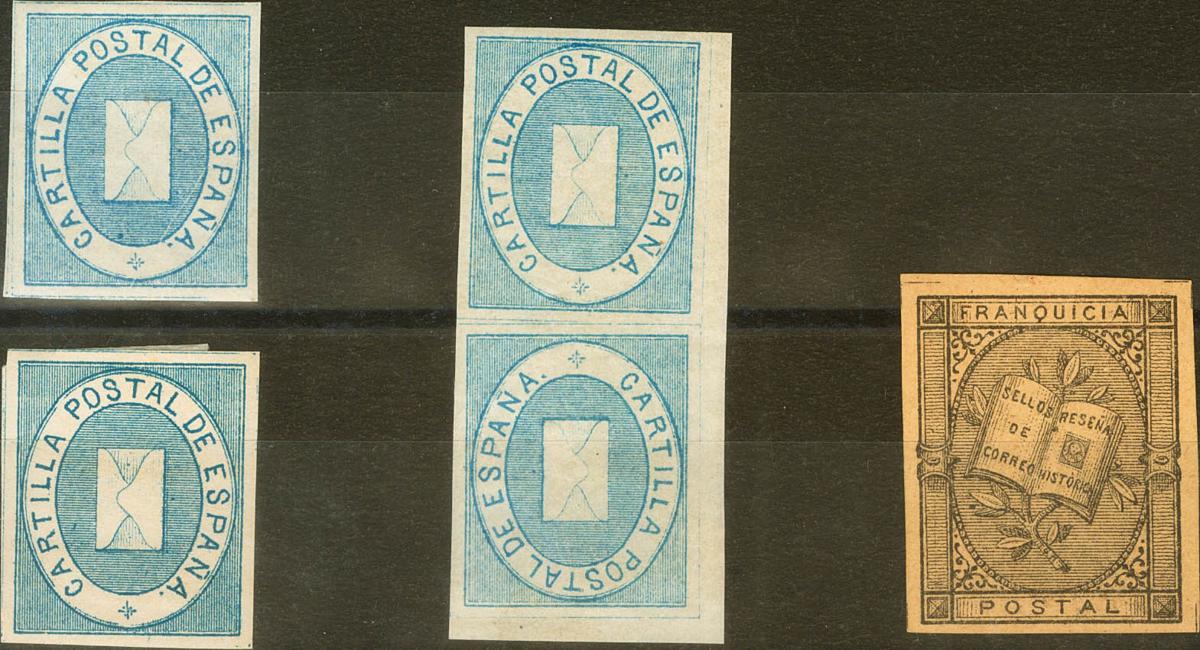 CARTILLA POSTAL DE ESPAÑA.
CARTILLA POSTAL DE ESPAÑA.
CARTILLA POSTAL DE ESPAÑA.
CARTILLA POSTAL DE ESPAÑA.
FRANQUICIA
SELLOS
DE
CORREO
RESEÑA
HISTÓRICA
POSTAL